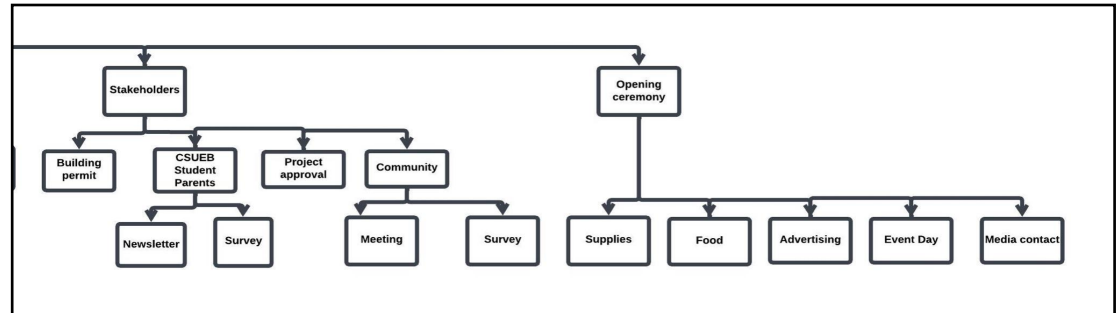 Stakeholders
Opening
ceremony
Building
permit
CSUEB
Student
Parents
Project
approval
Community
Newsletter
Survey
Meeting
Survey
Supplies
Food
Advertising
Event Day
Media contact